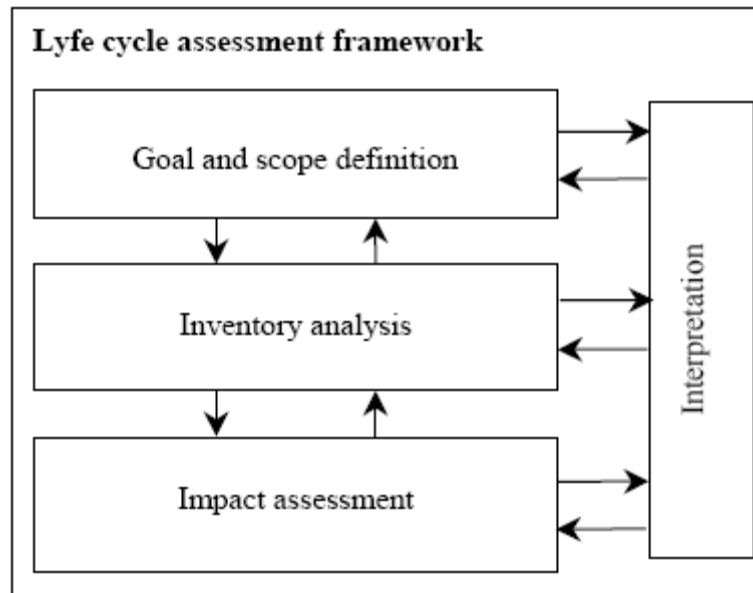 Lyfe cycle assessment framework
Goal and scope definition
Inventory analysis
Impact assessment
Interpretation